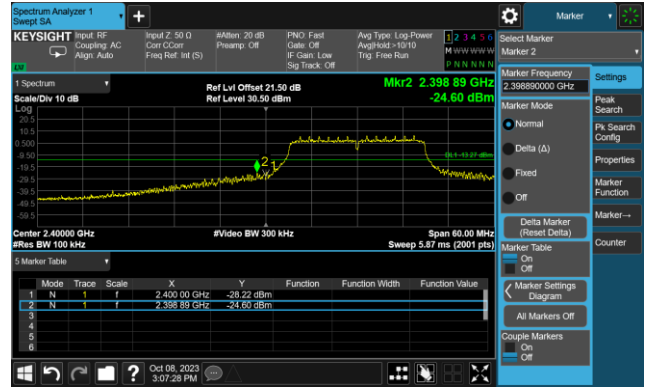 Spectrum Analyzer 1
Swept SA
+
Marker
KEYSIGHT
Input: RF
Coupling: AC
Align: Auto
Input Z: 50 Ω
Corr CCorr
Freq Ref: Int (S)
#Atten: 20 dB
Preamp: Off
PNO: Fast
Gate: Off
IF Gain: Low
Sig Track: Off
Avg Type: Log-Power
Avg|Hold:>10/10
Trig: Free Run
1 2 3 4 5 6
M W W W W W
P N N N N N
Select Marker
Marker 2
1 Spectrum
Scale/Div 10 dB
Ref Lvl Offset 21.50 dB
Ref Level 30.50 dBm
Mkr2 2.398 89 GHz
-24.60 dBm
Log
20.5
10.5
0.500
-9.50
-19.5
-29.5
-39.5
-49.5
-59.5
2
1
DL1 -13.27 dBm
Center 2.40000 GHz
#Res BW 100 kHz
#Video BW 300 kHz
Span 60.00 MHz
Sweep 5.87 ms (2001 pts)
5 Marker Table
Mode Trace Scale X Y Function Function Width Function Value
1 N 1 f 2.400 00 GHz -28.22 dBm
2 N 1 f 2.398 89 GHz -24.60 dBm
3
4
5
6
Marker Frequency
2.398890000 GHz
Marker Mode
Normal
Delta (Δ)
Fixed
Off
Delta Marker
(Reset Delta)
Marker Table
On
Off
Marker Settings
Diagram
All Markers Off
Couple Markers
On
Off
Settings
Peak
Search
Pk Search
Config
Properties
Marker
Function
Marker→
Counter
?
Oct 08, 2023
3:07:28 PM